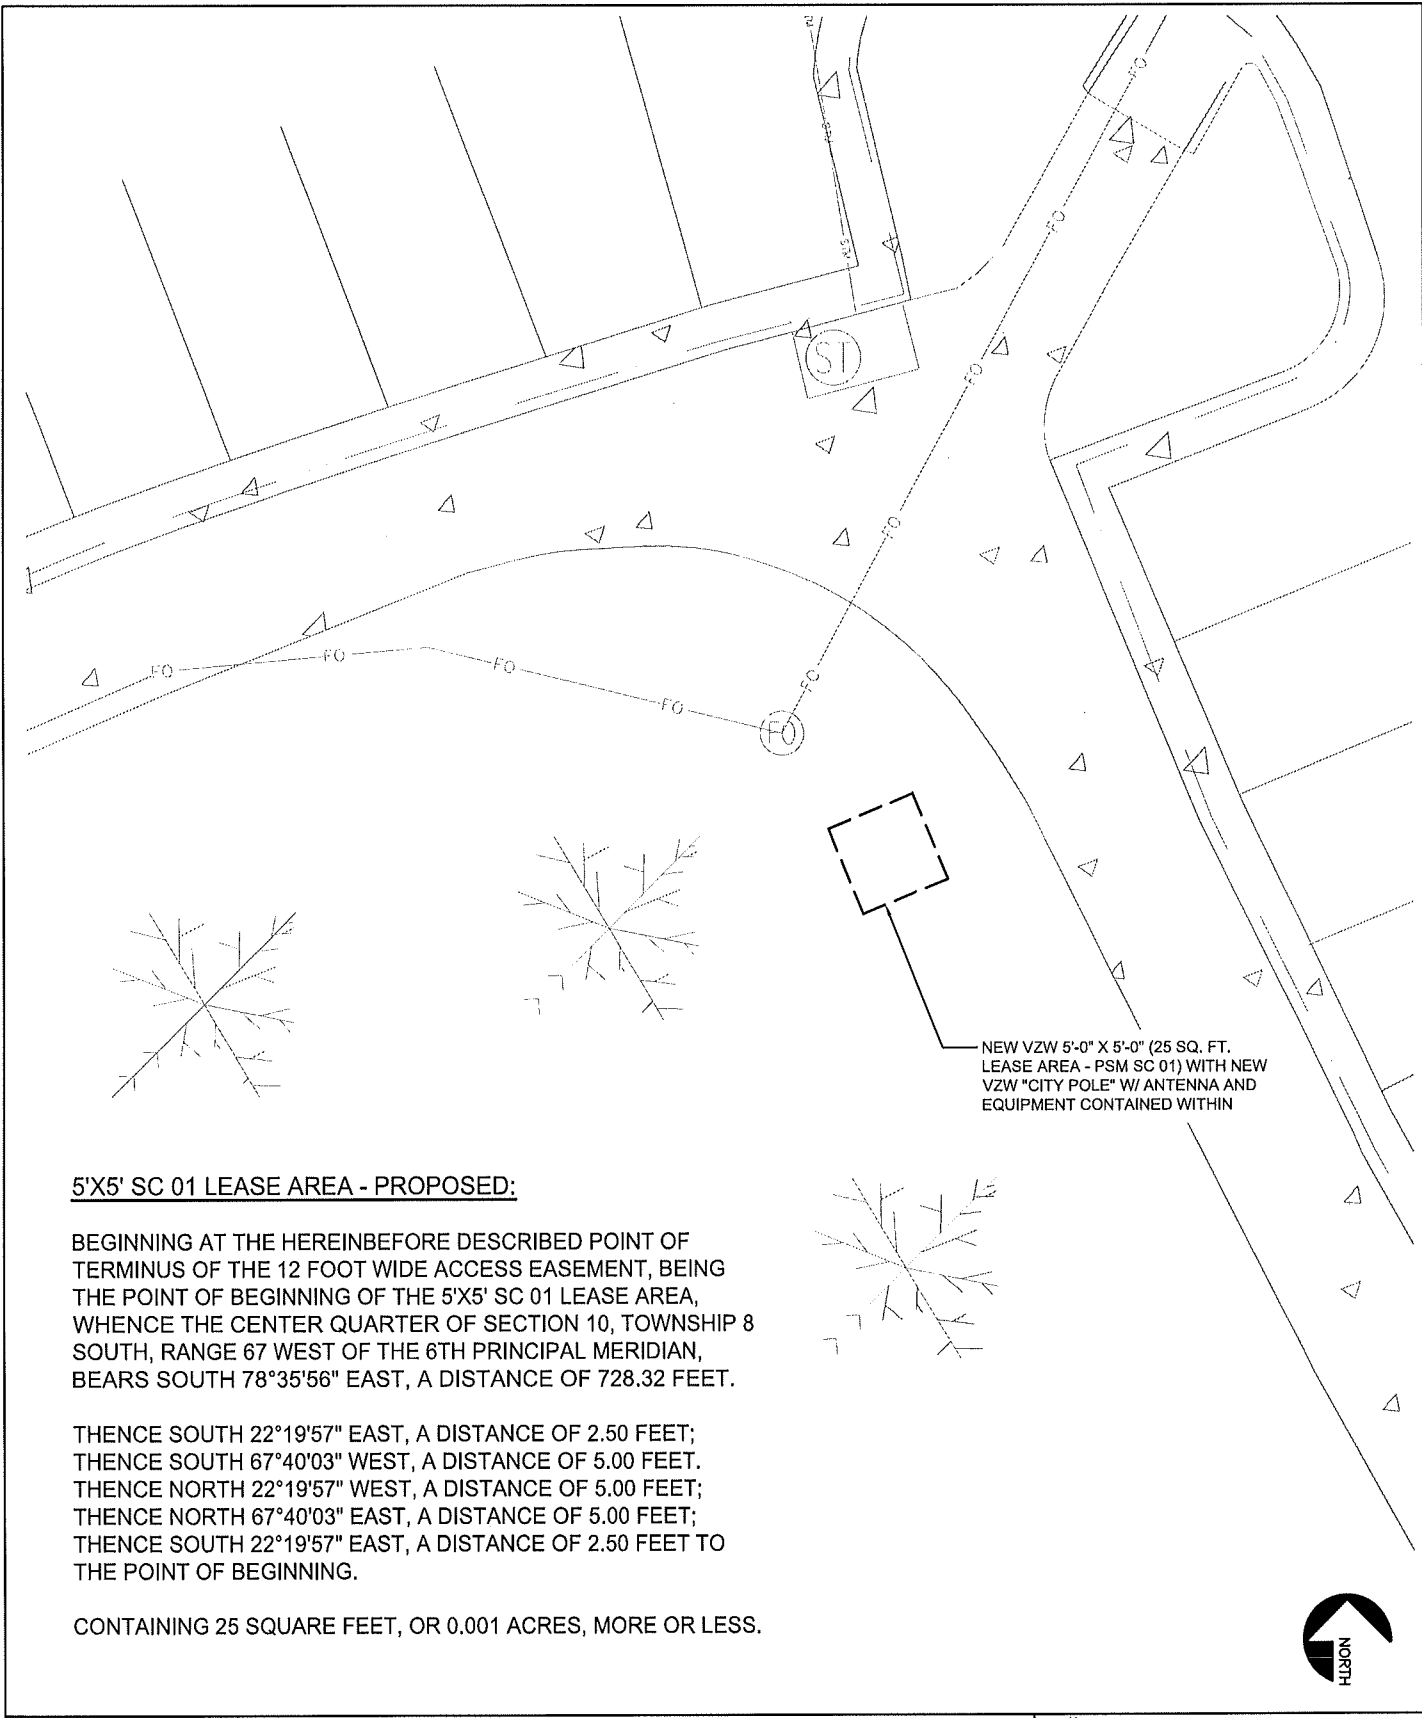 ST
FO
FO
FO
FO
FO
FO
FO
FO
FO
FO
NEW VZW 5'-0" X 5'-0" (25 SQ. FT.
LEASE AREA - PSM SC 01) WITH NEW
VZW "CITY POLE" W/ ANTENNA AND
EQUIPMENT CONTAINED WITHIN
5'X5' SC 01 LEASE AREA - PROPOSED:
BEGINNING AT THE HEREINBEFORE DESCRIBED POINT OF
TERMINUS OF THE 12 FOOT WIDE ACCESS EASEMENT, BEING
THE POINT OF BEGINNING OF THE 5'X5' SC 01 LEASE AREA,
WHENCE THE CENTER QUARTER OF SECTION 10, TOWNSHIP 8
SOUTH, RANGE 67 WEST OF THE 6TH PRINCIPAL MERIDIAN,
BEARS SOUTH 78°35'56" EAST, A DISTANCE OF 728.32 FEET.
THENCE SOUTH 22°19'57" EAST, A DISTANCE OF 2.50 FEET;
THENCE SOUTH 67°40'03" WEST, A DISTANCE OF 5.00 FEET.
THENCE NORTH 22°19'57" WEST, A DISTANCE OF 5.00 FEET;
THENCE NORTH 67°40'03" EAST, A DISTANCE OF 5.00 FEET;
THENCE SOUTH 22°19'57" EAST, A DISTANCE OF 2.50 FEET TO
THE POINT OF BEGINNING.
CONTAINING 25 SQUARE FEET, OR 0.001 ACRES, MORE OR LESS.
NORTH